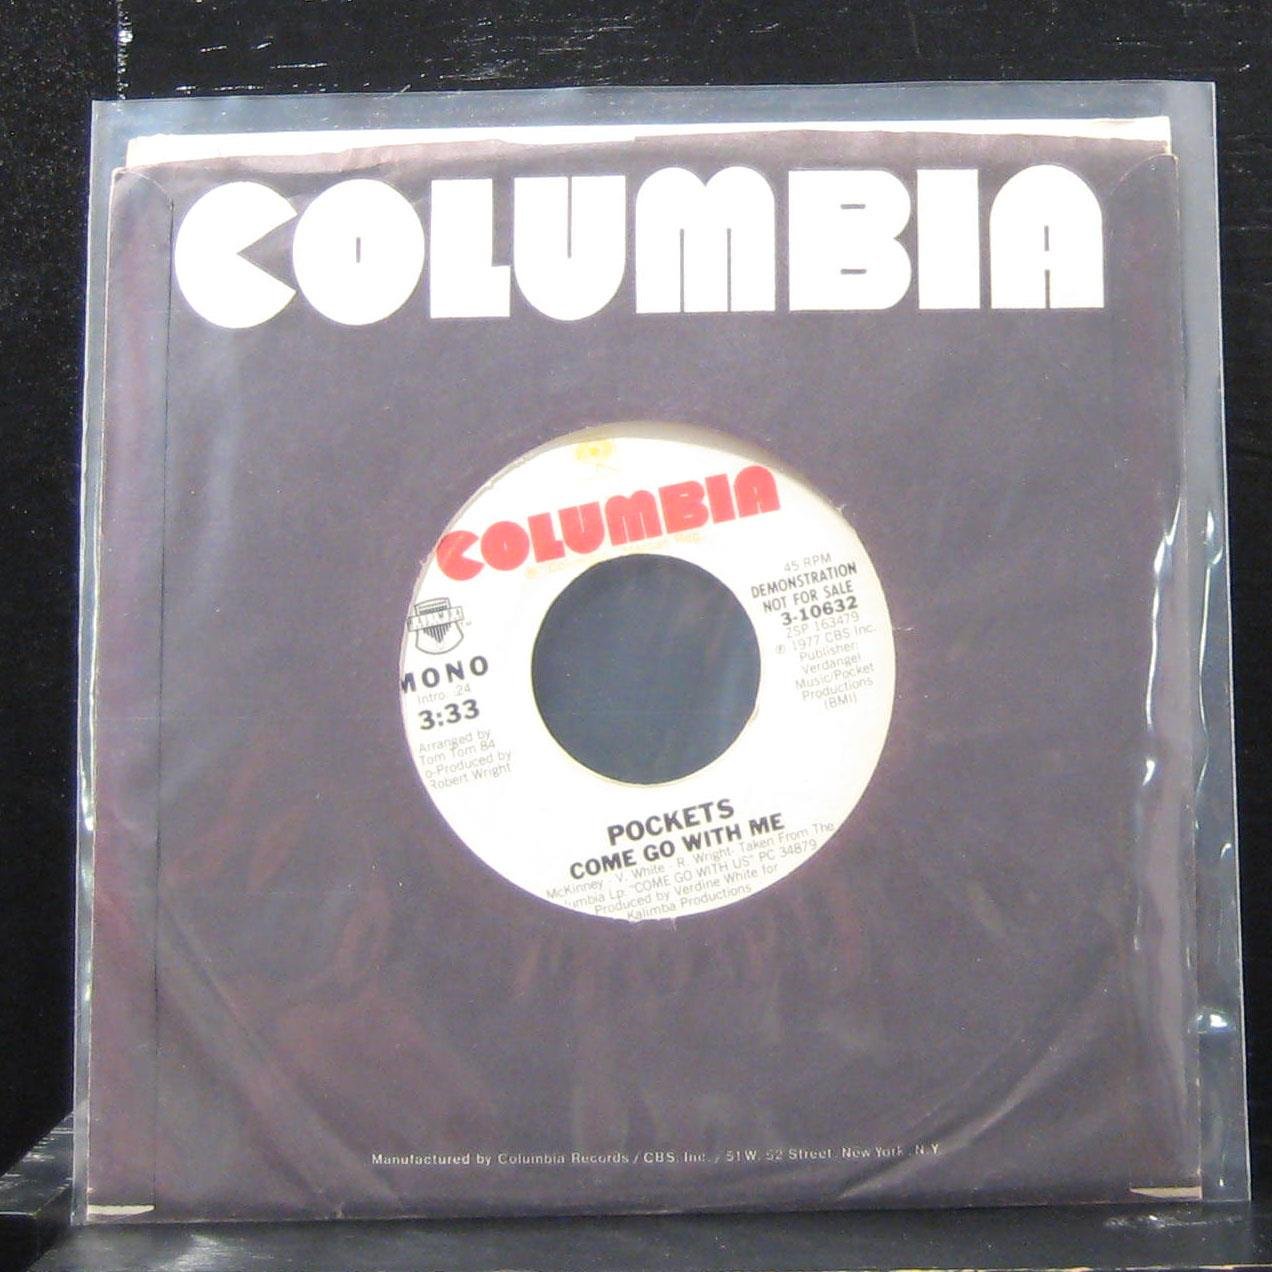 COLUMBIA
COLUMBIA
45 RPM
DEMONSTRATION
NOT FOR SALE
3-10632
ZSP 163479
℗ 1977 CBS Inc.
Publisher:
Verdangel
Music/Pocket
Productions
(BMI)
MONO
Intro: :24
3:33
Arranged by
Tom Tom 84
o-Produced by
Robert Wright
POCKETS
COME GO WITH ME
McKinney - V. White - R. Wright- Taken From The
lumbia Lp: "COME GO WITH US" PC 34879
Produced by Verdine White for
Kalimba Productions
Manufactured by Columbia Records / CBS, Inc. / 51 W. 52 Street, New York, N.Y.